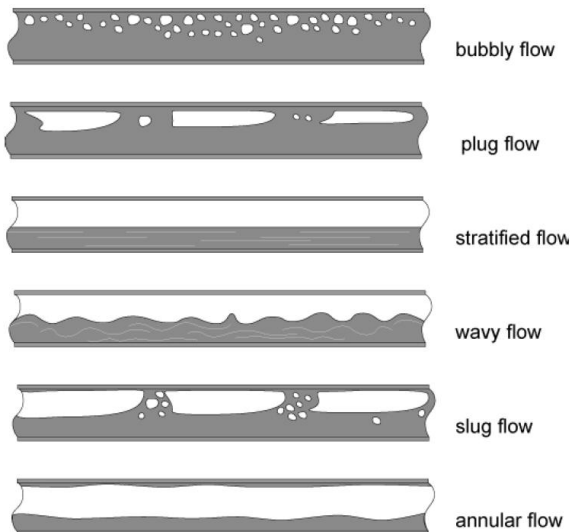 bubbly flow
plug flow
stratified flow
wavy flow
slug flow
annular flow